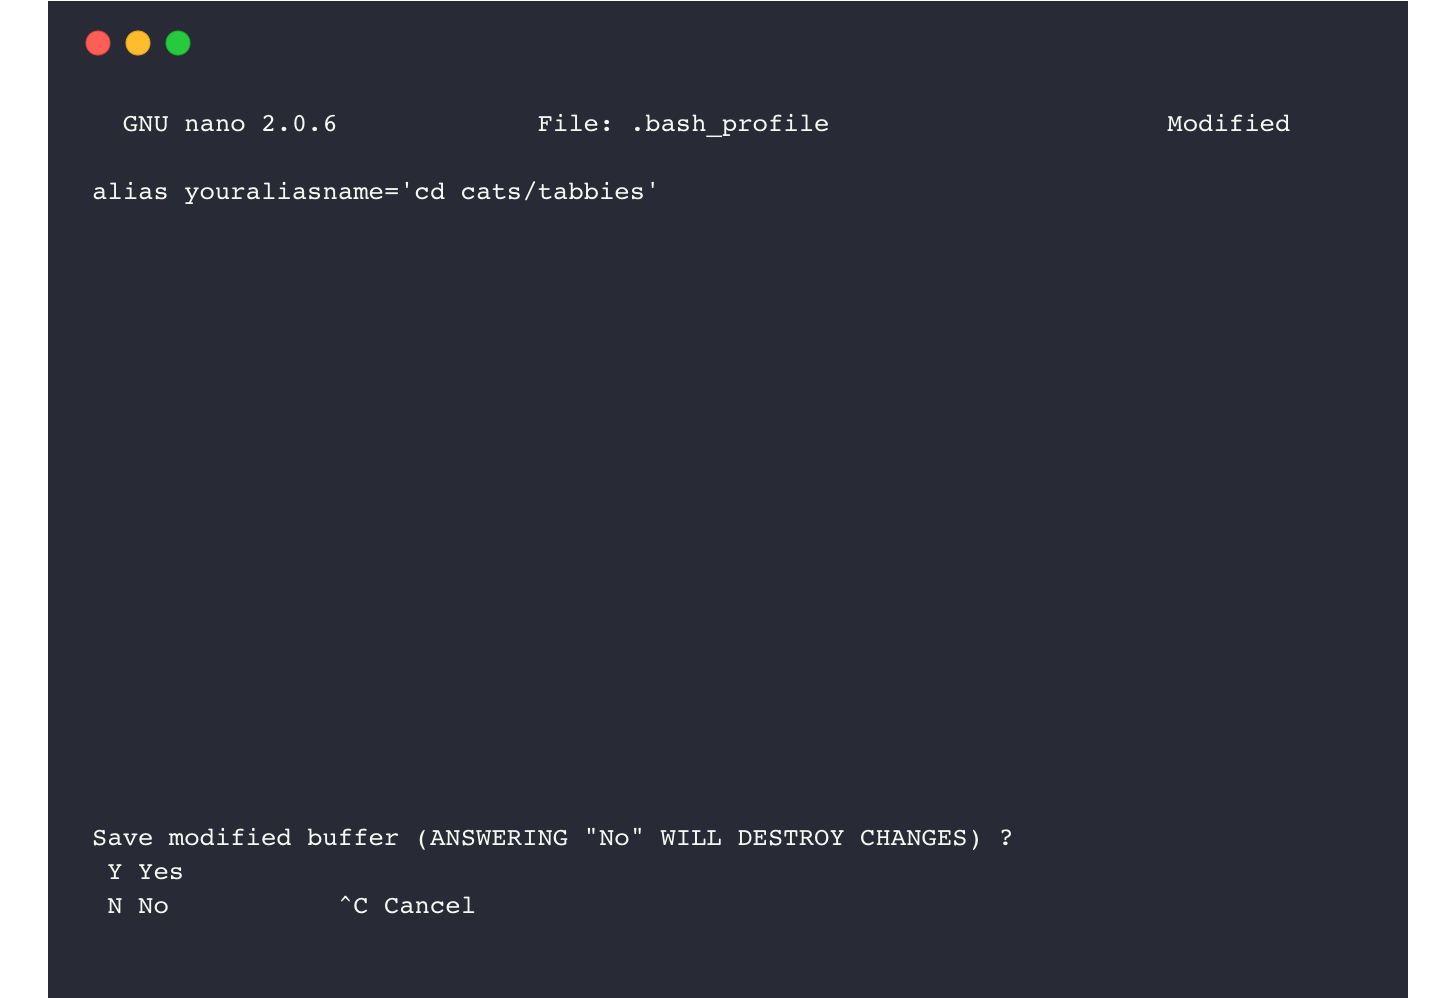 GNU nano 2.0.6 File: .bash_profile Modified
alias youraliasname='cd cats/tabbies'
Save modified buffer (ANSWERING "No" WILL DESTROY CHANGES) ?
Y Yes
N No ^C Cancel